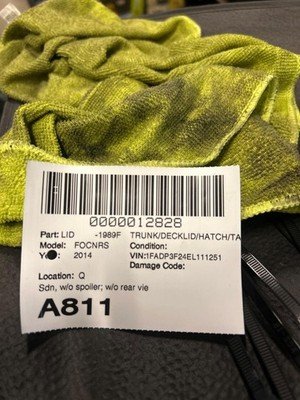 0000012828
Part: LID -1989F TRUNK/DECKLID/HATCH/TA
Model: FOCNRS Condition:
2014 VIN:1FADP3F24EL111251
Damage Code:
Location: Q
Sdn, w/o spoiler; w/o rear vie
A811